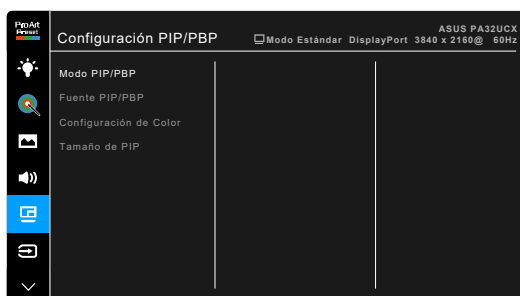 ProArt
Preset
Configuración PIP/PBP
ASUS PA32UCX
Modo Estándar DisplayPort 3840 x 2160@ 60Hz
Modo PIP/PBP
Fuente PIP/PBP
Configuración de Color
Tamaño de PIP